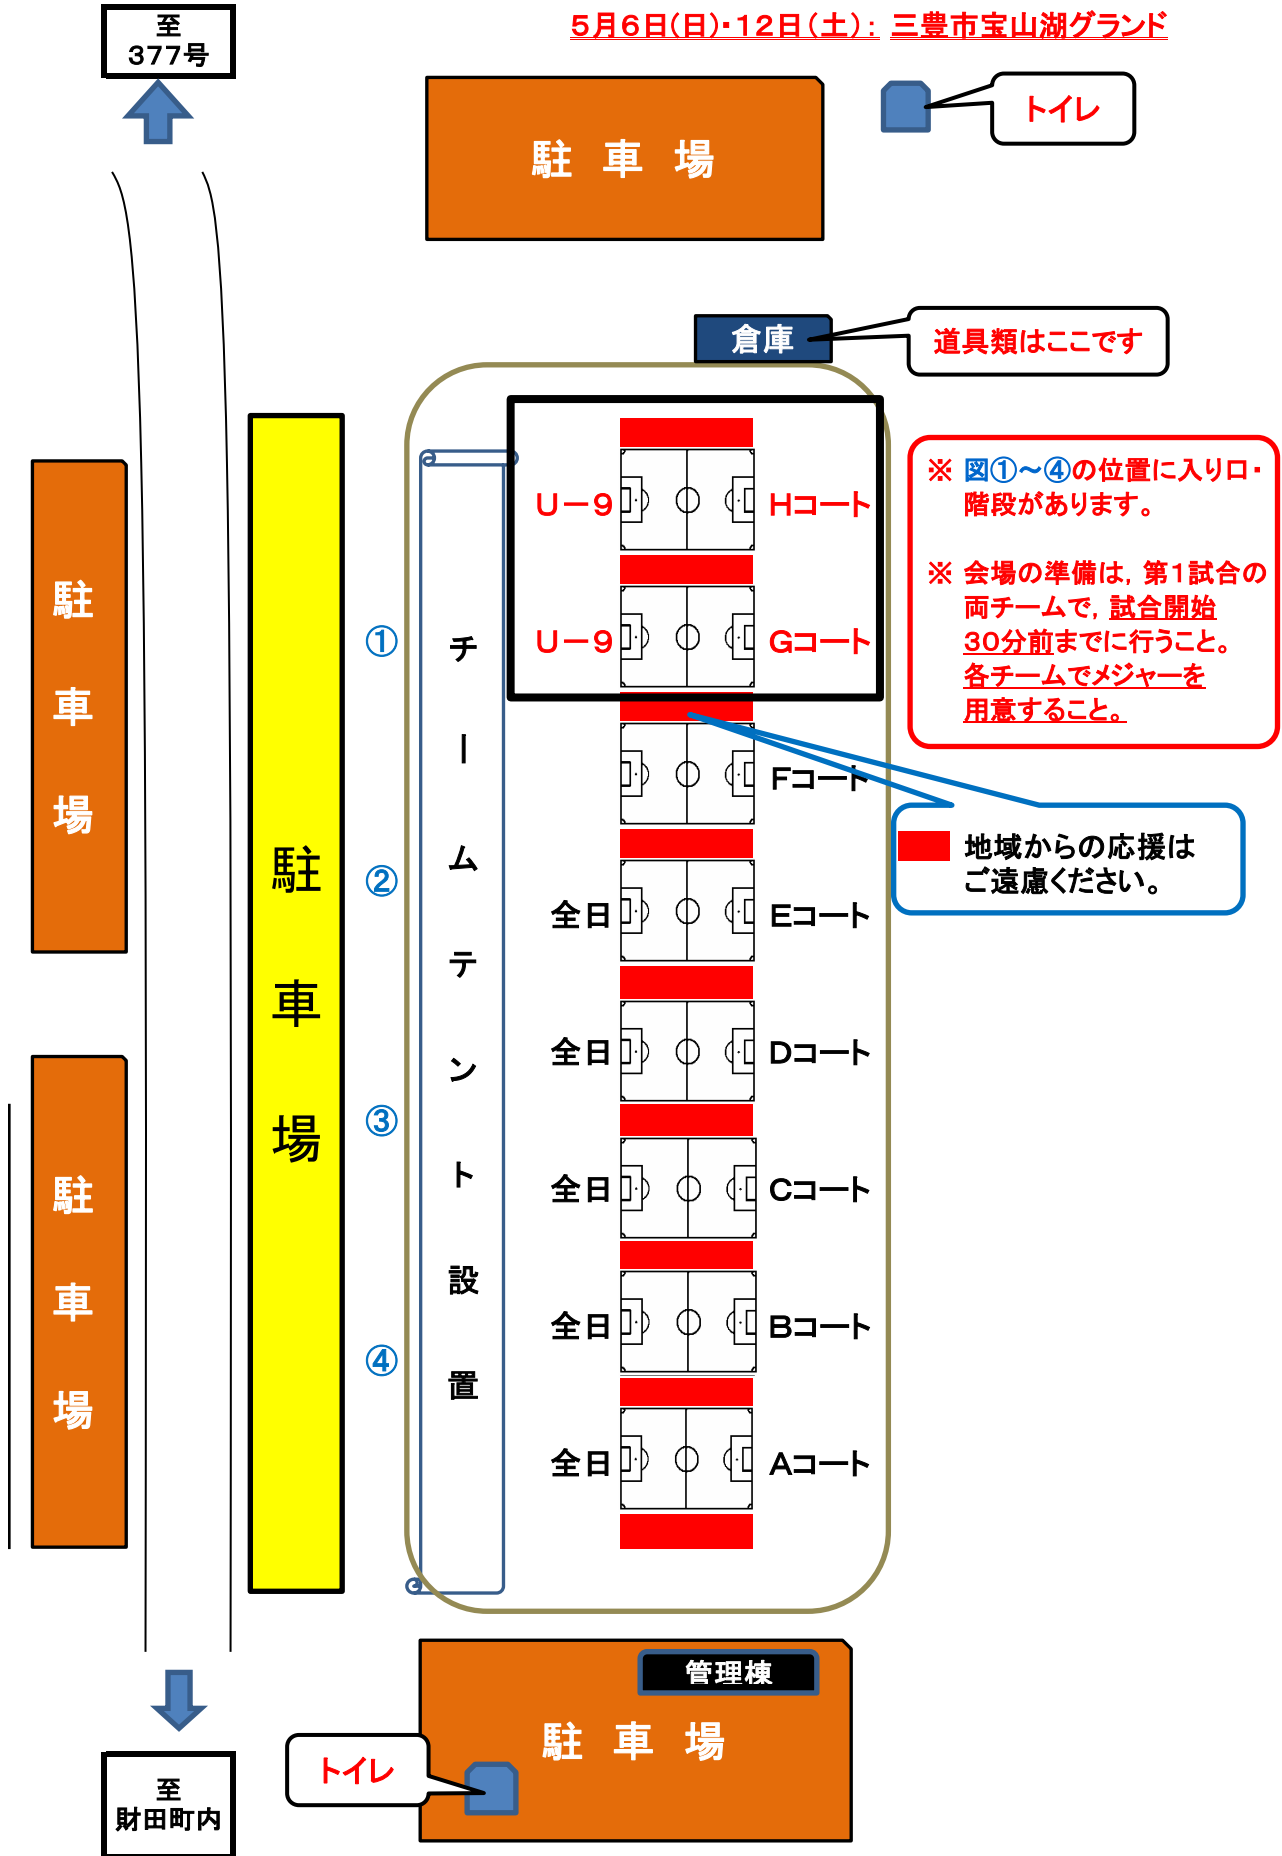 至
377号
5月6日(日)・12日(土): 三豊市宝山湖グランド
駐 車 場
トイレ
倉庫
道具類はここです
U－9
Hコート
U－9
Gコート
Fコート
全日
Eコート
全日
Dコート
全日
Cコート
全日
Bコート
全日
Aコート
※ 図①～④の位置に入り口・
階段があります。
※ 会場の準備は, 第1試合の
両チームで, 試合開始
30分前までに行うこと。
各チームでメジャーを
用意すること。
地域からの応援は
ご遠慮ください。
駐車場
駐車場
駐車場
①
②
③
④
チームテント設置
管理棟
駐 車 場
トイレ
至
財田町内